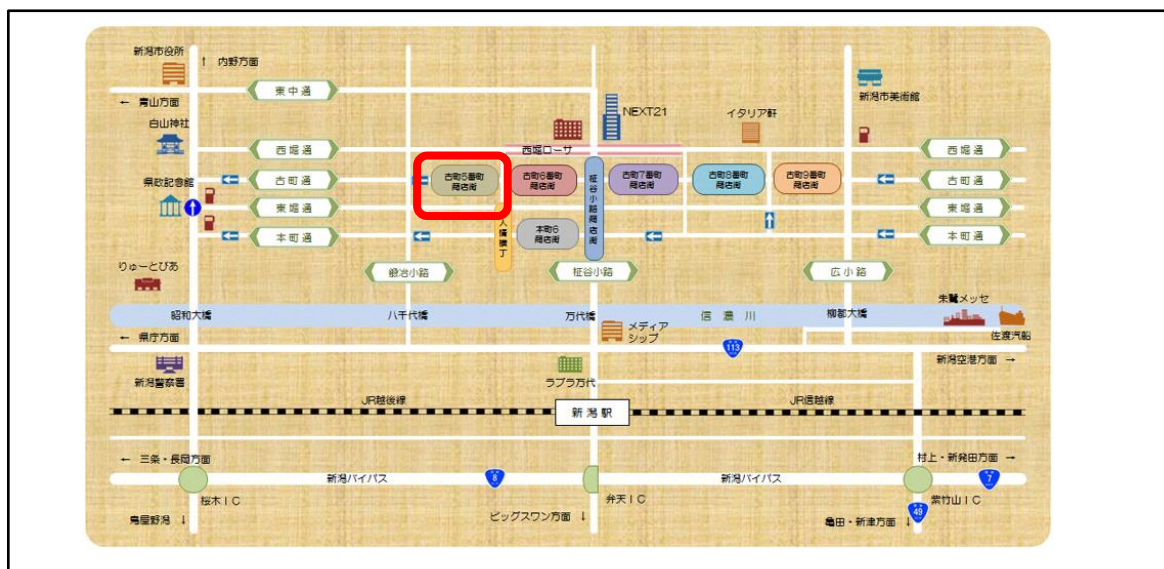 新潟市役所
↑ 内野方面
東中通
← 青山方面
NEXT21
新潟市美術館
イタリア軒
白山神社
西堀通
西堀ローサ
西堀通
県政記念館
古町通
古町5番町
商店街
古町6番町
商店街
柾谷小路商店街
古町7番町
商店街
古町8番町
商店街
古町9番町
商店街
古町通
東堀通
東堀通
人情横丁
本町通
本町6
商店街
本町通
りゅーとぴあ
鍛冶小路
柾谷小路
広小路
朱鷺メッセ
昭和大橋
八千代橋
万代橋
信濃川
柳都大橋
佐渡汽船
← 県庁方面
メディア
シップ
113
新潟空港方面 →
新潟警察署
ラブラ万代
JR越後線
JR信越線
新潟駅
← 三条・長岡方面
村上・新発田方面 →
新潟バイパス
8
新潟バイパス
7
桜木IC
弁天IC
紫竹山IC
鳥屋野潟 ↓
ビッグスワン方面 ↓
亀田・新津方面 ↓
49